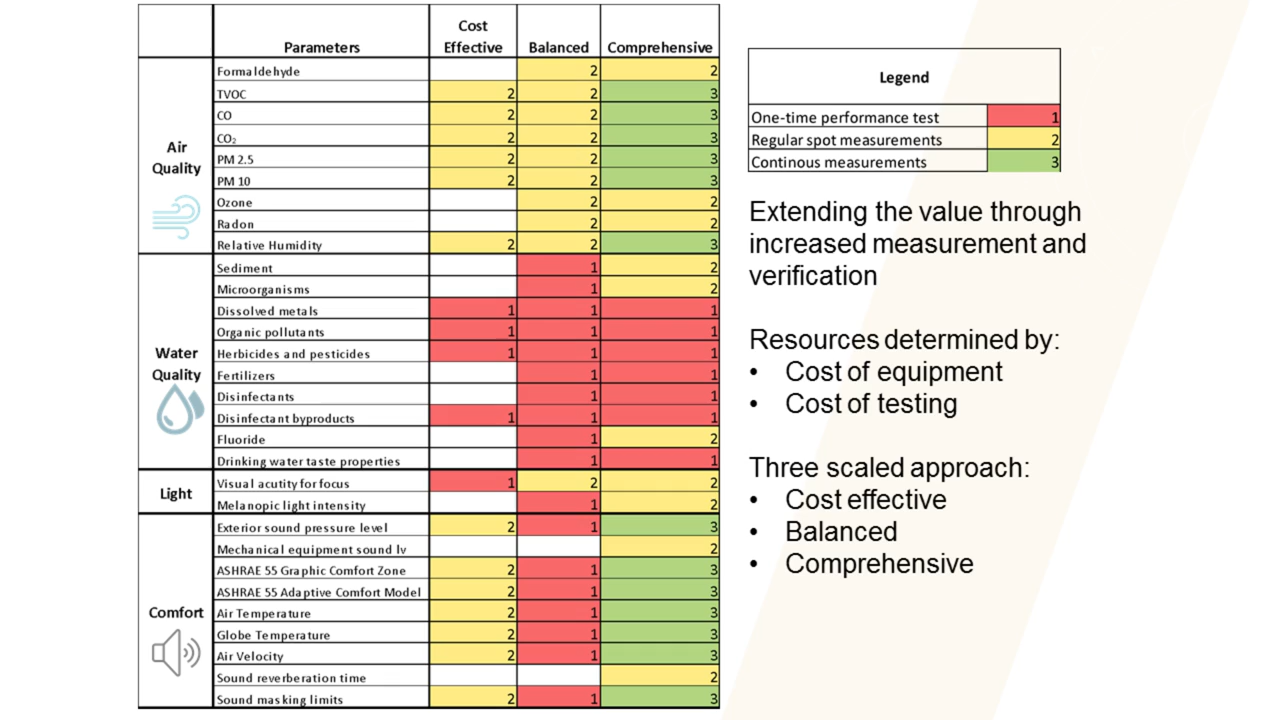 Parameters Cost Effective Balanced Comprehensive
Air Quality
Formaldehyde 2 2
TVOC 2 2 3
CO 2 2 3
CO₂ 2 2 3
PM 2.5 2 2 3
PM 10 2 2 3
Ozone 2 2
Radon 2 2
Relative Humidity 2 2 3
Water Quality
Sediment 1 2
Microorganisms 1 2
Dissolved metals 1 1 1
Organic pollutants 1 1 1
Herbicides and pesticides 1 1 1
Fertilizers 1 1
Disinfectants 1 1
Disinfectant byproducts 1 1 1
Fluoride 1 2
Drinking water taste properties 1 1
Light
Visual acutity for focus 1 2 2
Melanopic light intensity 1 2
Comfort
Exterior sound pressure level 2 1 3
Mechanical equipment sound lv 2
ASHRAE 55 Graphic Comfort Zone 2 1 3
ASHRAE 55 Adaptive Comfort Model 2 1 3
Air Temperature 2 1 3
Globe Temperature 2 1 3
Air Velocity 2 1 3
Sound reverberation time 2
Sound masking limits 2 1 3
Legend
One-time performance test 1
Regular spot measurements 2
Continous measurements 3
Extending the value through
increased measurement and
verification
Resources determined by:
• Cost of equipment
• Cost of testing
Three scaled approach:
• Cost effective
• Balanced
• Comprehensive